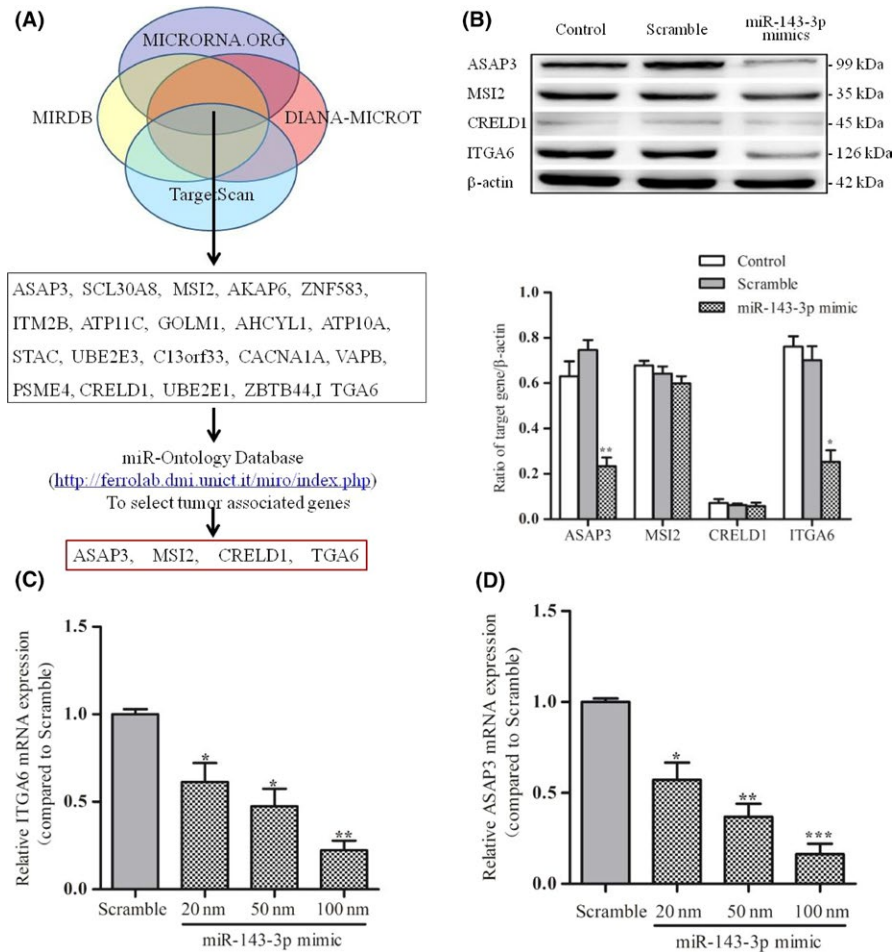 (A)
MICRORNA.ORG
MIRDB
DIANA-MICROT
TargetScan
ASAP3, SCL30A8, MSI2, AKAP6, ZNF583,
ITM2B, ATP11C, GOLM1, AHCYL1, ATP10A,
STAC, UBE2E3, C13orf33, CACNA1A, VAPB,
PSME4, CRELD1, UBE2E1, ZBTB44,I TGA6
miR-Ontology Database
(http://ferrolab.dmi.unict.it/miro/index.php)
To select tumor associated genes
ASAP3, MSI2, CRELD1, TGA6
(B)
Control Scramble miR-143-3p
mimics
ASAP3 - 99 kDa
MSI2 - 35 kDa
CRELD1 - 45 kDa
ITGA6 - 126 kDa
β-actin - 42 kDa
Control
Scramble
miR-143-3p mimic
Ratio of target gene/β-actin
1.0
0.8
0.6
0.4
0.2
0.0
** *
ASAP3 MSI2 CRELD1 ITGA6
(C)
Relative ITGA6 mRNA expression
(compared to Scramble)
1.5
1.0
0.5
0.0
* * **
Scramble 20 nm 50 nm 100 nm
miR-143-3p mimic
(D)
Relative ASAP3 mRNA expression
(compared to Scramble)
1.5
1.0
0.5
0.0
* ** ***
Scramble 20 nm 50 nm 100 nm
miR-143-3p mimic